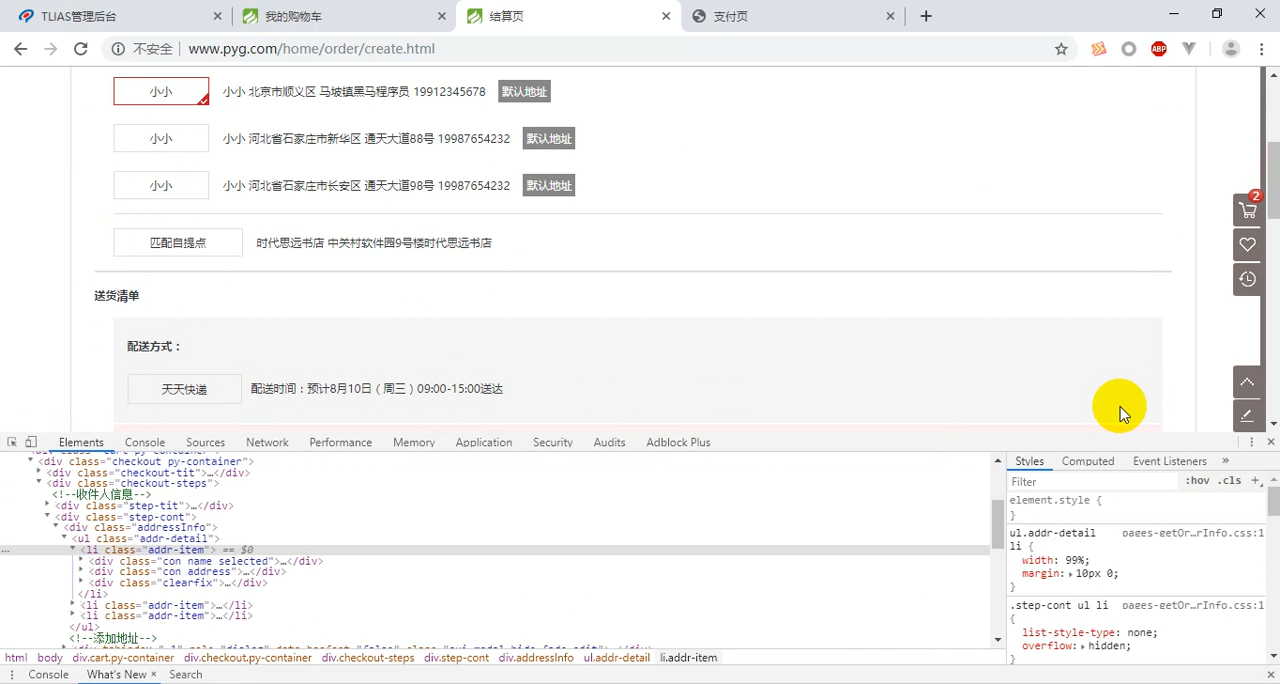 TLIAS管理后台 我的购物车 结算页 支付页
不安全 www.pyg.com/home/order/create.html ABP
小小 小小 北京市顺义区 马坡镇黑马程序员 19912345678 默认地址
小小 小小 河北省石家庄市新华区 通天大道88号 19987654232 默认地址
小小 小小 河北省石家庄市长安区 通天大道98号 19987654232 默认地址
2
匹配自提点 时代思远书店 中关村软件园9号楼时代思远书店
送货清单
配送方式：
天天快递 配送时间：预计8月10日（周三）09:00-15:00送达
Elements Console Sources Network Performance Memory Application Security Audits Adblock Plus
<div class="checkout py-container">
<div class="checkout-tit">…</div>
<div class="checkout-steps">
<!--收件人信息-->
<div class="step-tit">…</div>
<div class="step-cont">
<div class="addressInfo">
<ul class="addr-detail">
<li class="addr-item"> == $0
<div class="con name selected">…</div>
<div class="con address">…</div>
<div class="clearfix">…</div>
</li>
<li class="addr-item">…</li>
<li class="addr-item">…</li>
</ul>
<!--添加地址-->
html body div.cart.py-container div.checkout.py-container div.checkout-steps div.step-cont div.addressInfo ul.addr-detail li.addr-item
Styles Computed Event Listeners »
Filter :hov .cls +
element.style {
}
ul.addr-detail pages-getOr…rInfo.css:1
li {
width: 99%;
margin: 10px 0;
}
.step-cont ul li pages-getOr…rInfo.css:1
{
list-style-type: none;
overflow: hidden;
}
Console What's New × Search